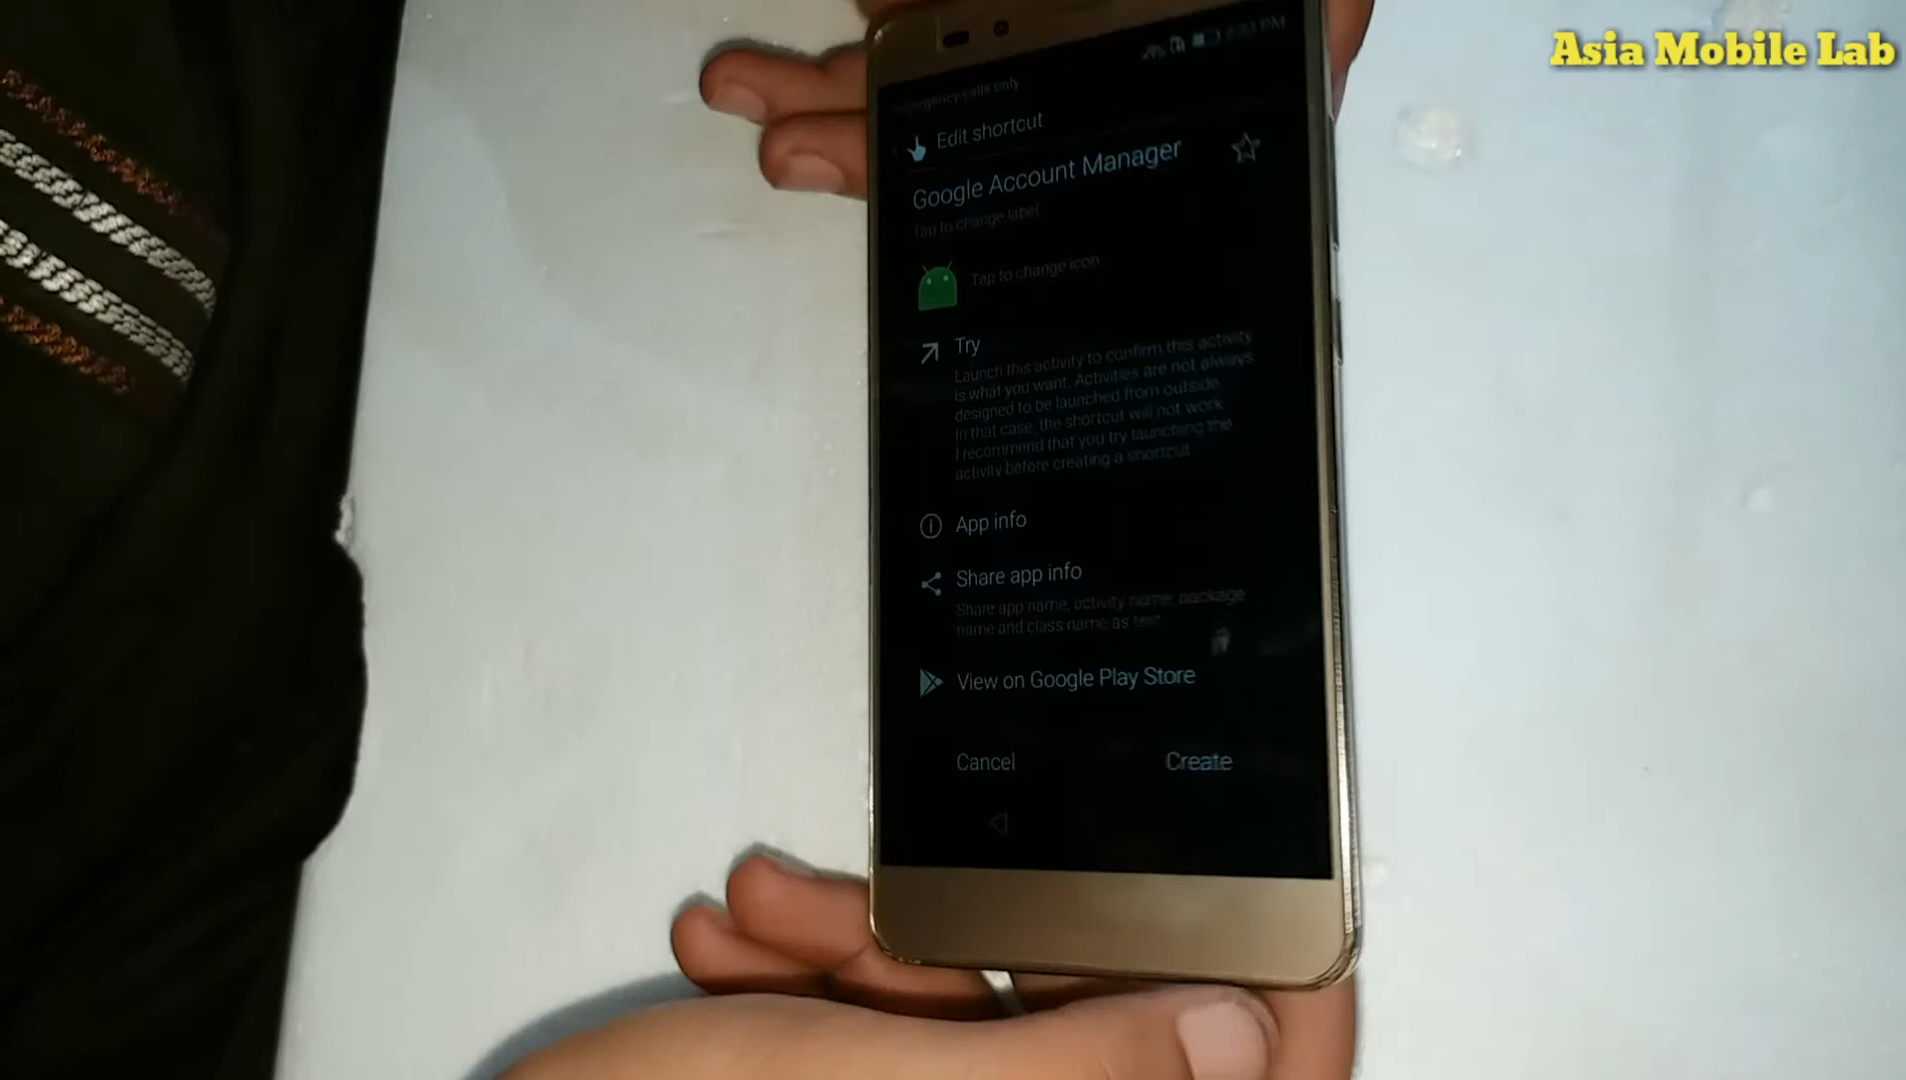 Asia Mobile Lab
Emergency calls only
Edit shortcut
Google Account Manager
Tap to change label
Tap to change icon
Try
Launch this activity to confirm this activity
is what you want. Activities are not always
designed to be launched from outside.
In that case, the shortcut will not work.
I recommend that you try launching the
activity before creating a shortcut
App info
Share app info
Share app name, activity name, package
name and class name as text
View on Google Play Store
Cancel
Create